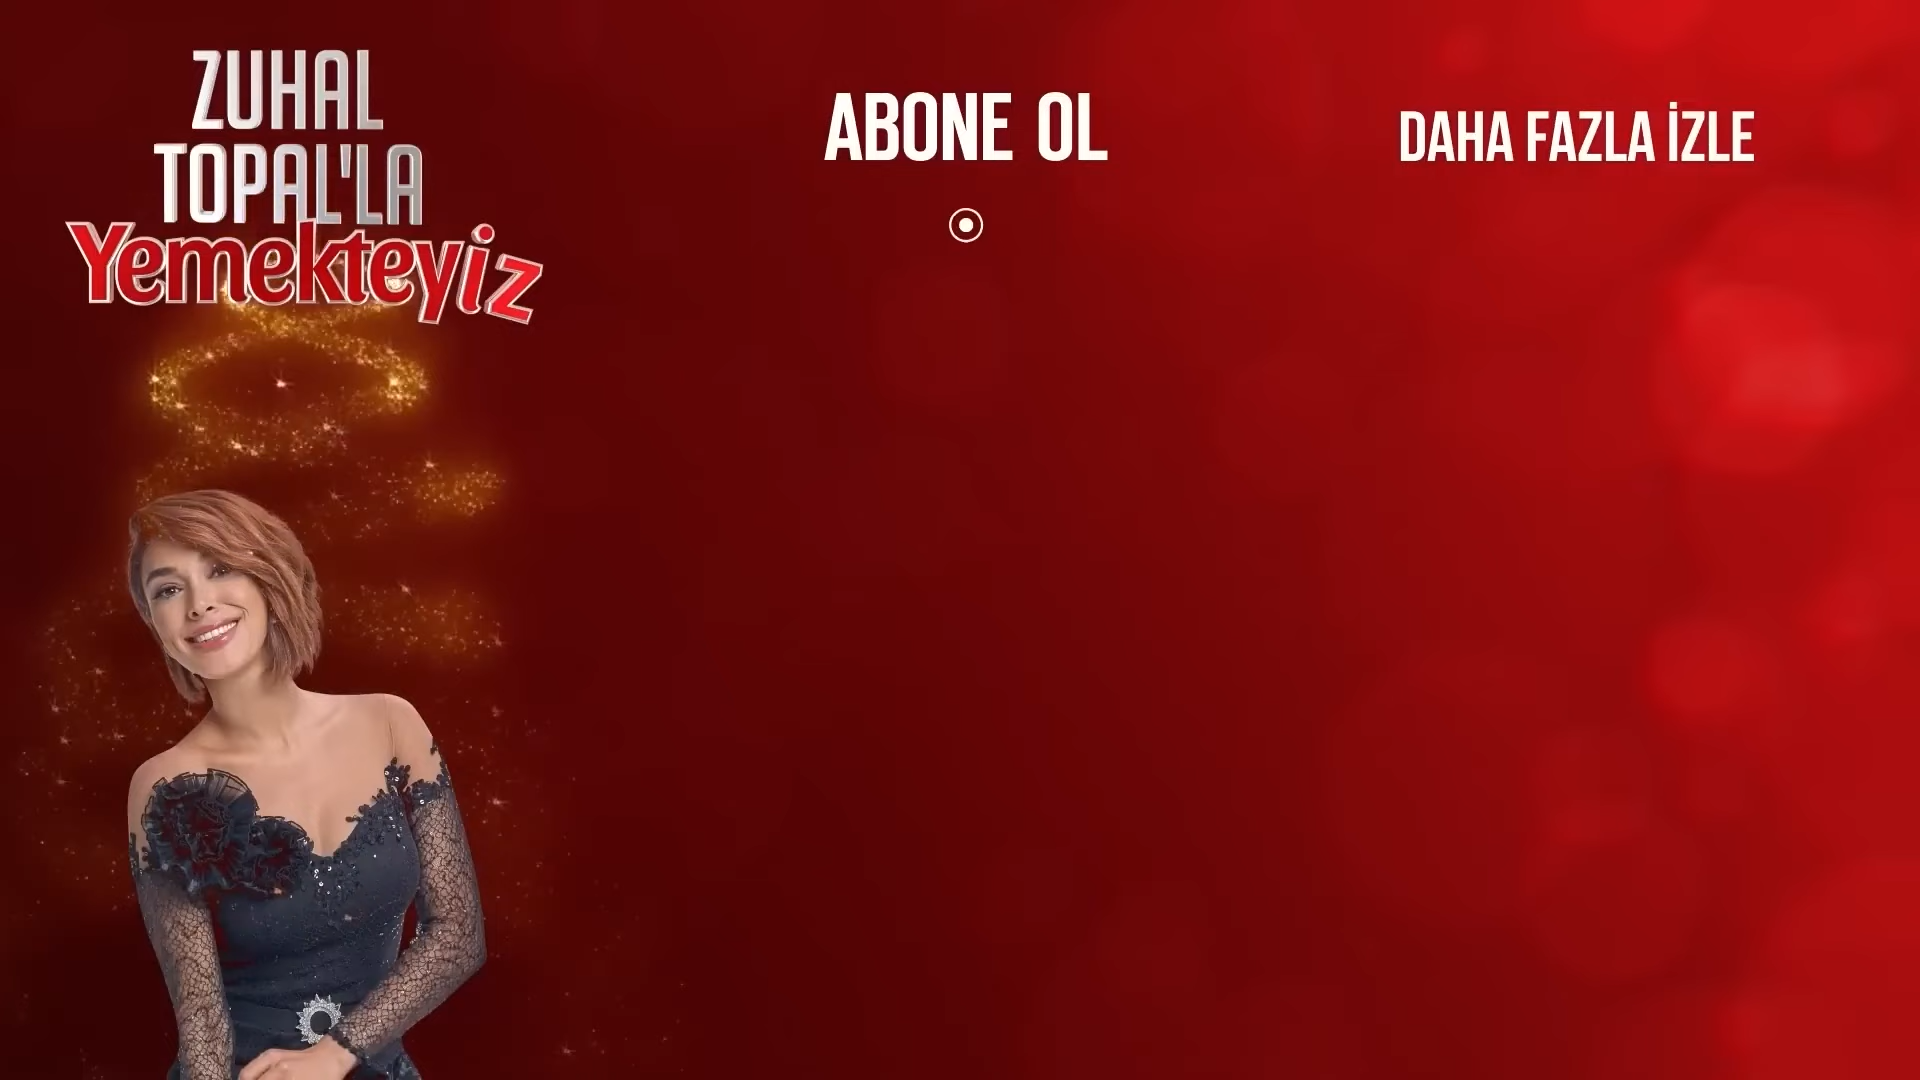 ZUHAL
TOPAL'LA
Yemekteyiz
ABONE OL
DAHA FAZLA İZLE